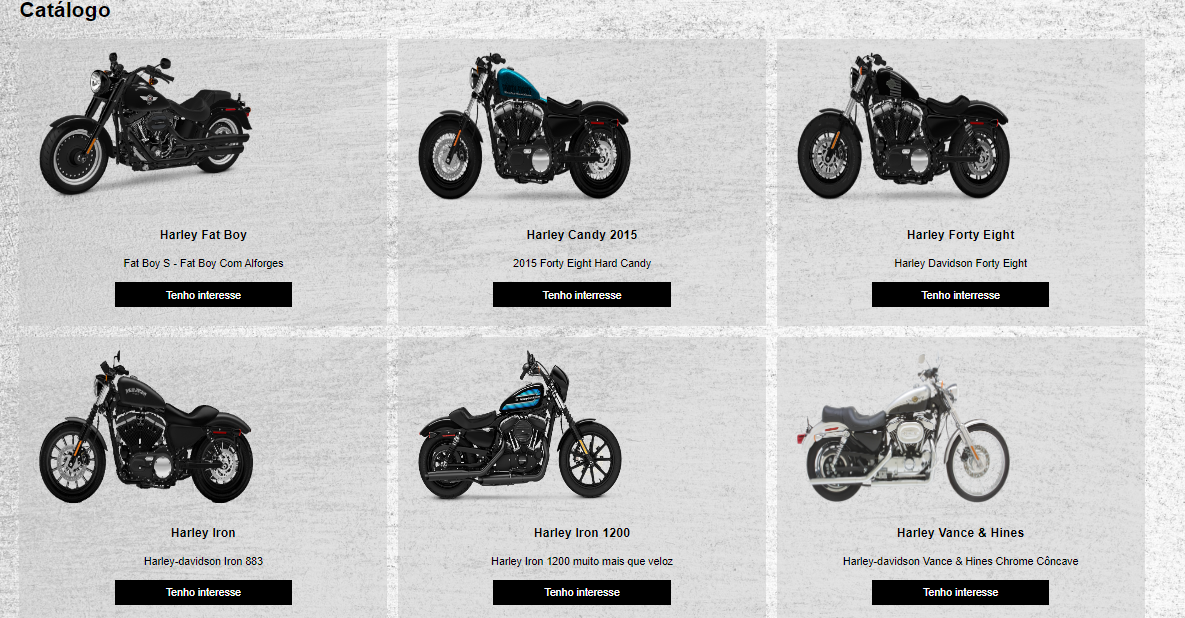 Catálogo
Harley Fat Boy
Fat Boy S - Fat Boy Com Alforges
Tenho interesse
Harley Candy 2015
2015 Forty Eight Hard Candy
Tenho interresse
Harley Forty Eight
Harley Davidson Forty Eight
Tenho interresse
Harley Iron
Harley-davidson Iron 883
Tenho interesse
Harley Iron 1200
Harley Iron 1200 muito mais que veloz
Tenho interesse
Harley Vance & Hines
Harley-davidson Vance & Hines Chrome Côncave
Tenho interesse